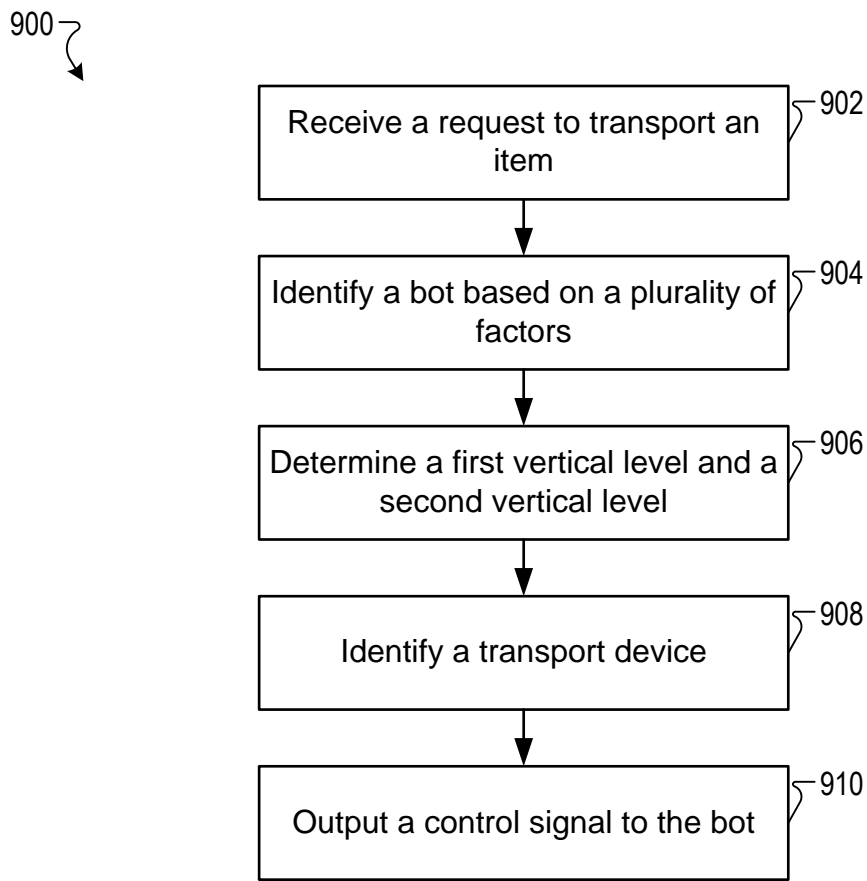 900
902
Receive a request to transport an
item
904
Identify a bot based on a plurality of
factors
906
Determine a first vertical level and a
second vertical level
908
Identify a transport device
910
Output a control signal to the bot